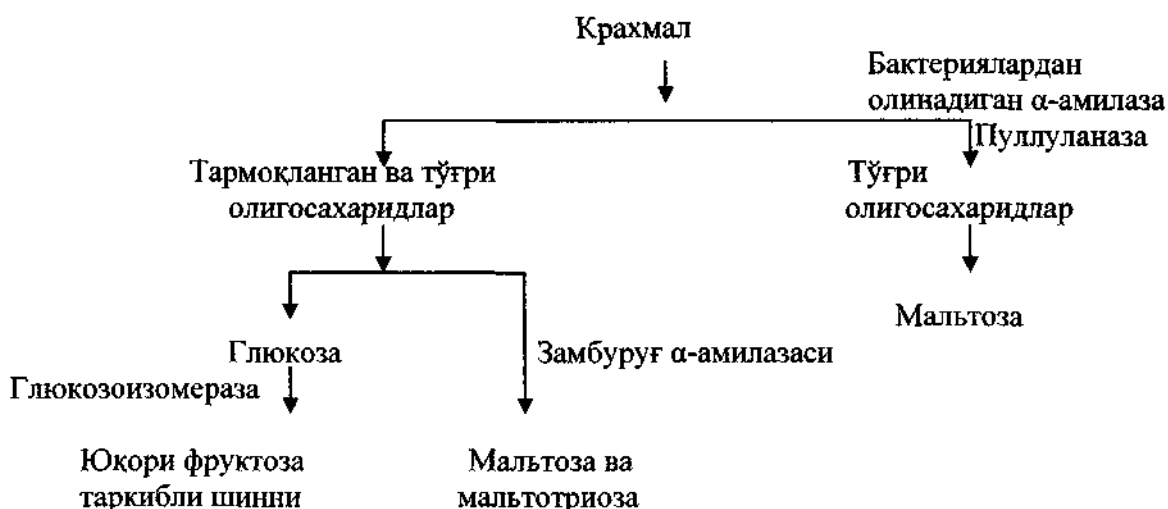 Крахмал
Бактериялардан
олинадиган α-амилаза
Пуллуланаза
Тармоқланган ва тўғри
олигосахаридлар
Тўғри
олигосахаридлар
Мальтоза
Глюкоза
Замбуруғ α-амилазаси
Глюкозоизомераза
Юқори фруктоза
таркибли шинни
Мальтоза ва
мальтотриоза